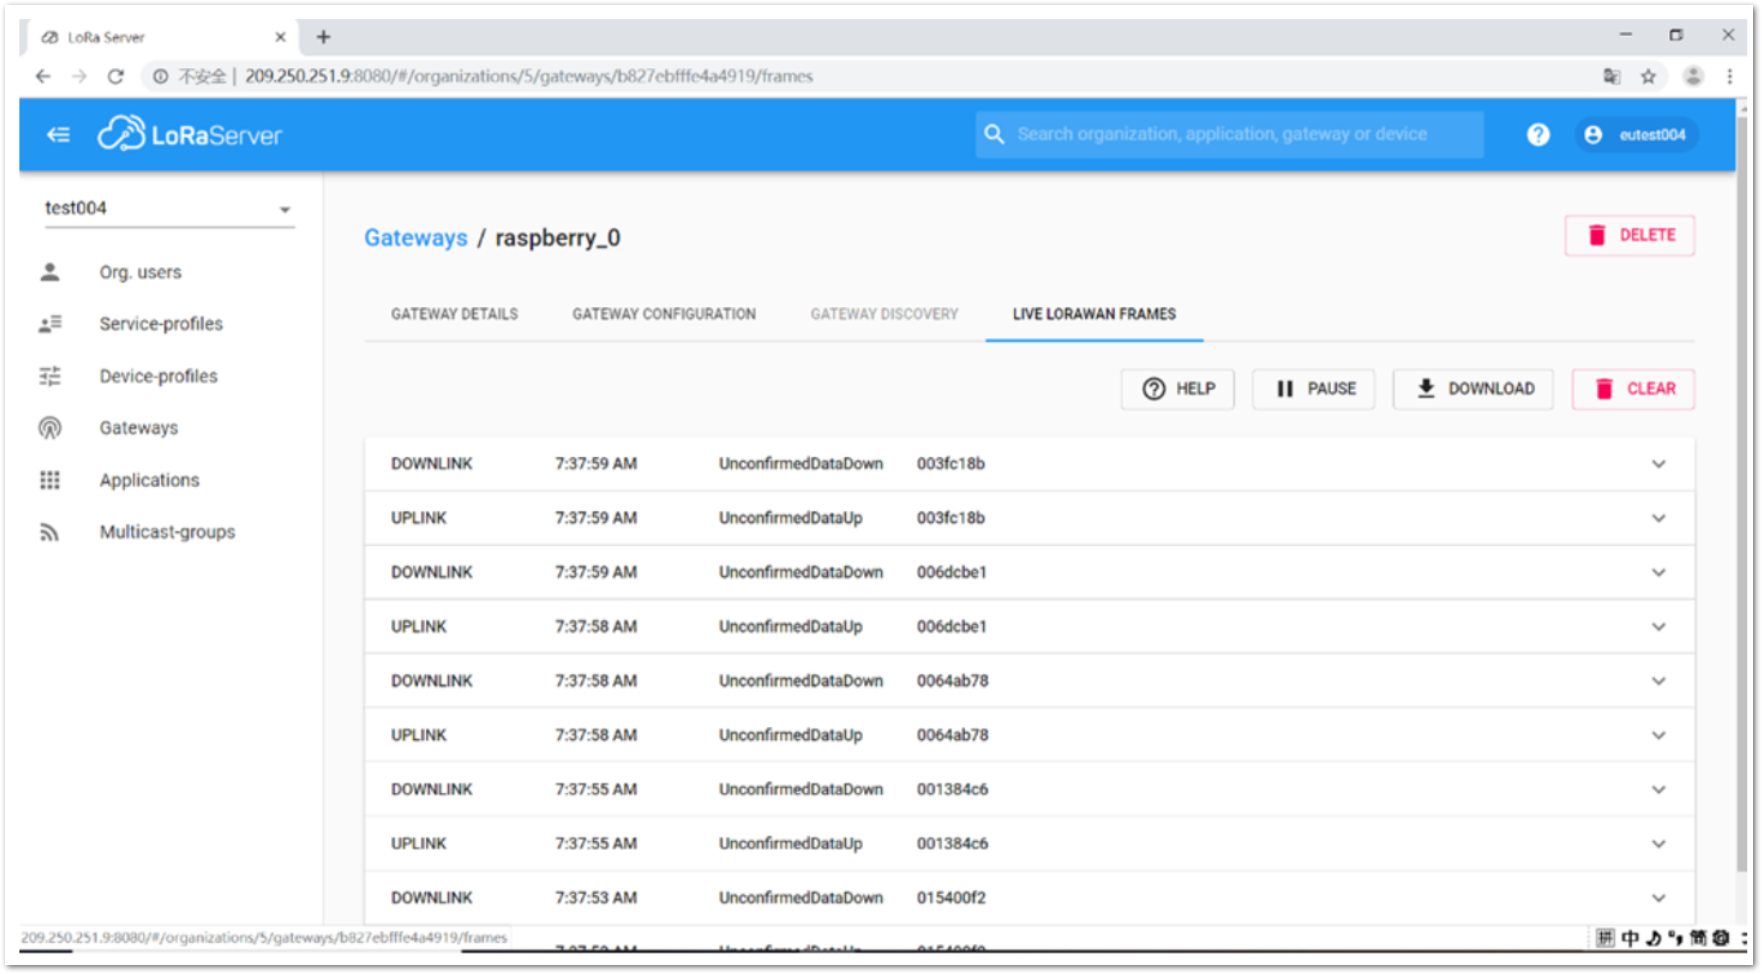 LoRa Server
不安全 | 209.250.251.9:8080/#/organizations/5/gateways/b827ebfffe4a4919/frames
LoRaServer
Search organization, application, gateway or device
eutest004
test004
Org. users
Service-profiles
Device-profiles
Gateways
Applications
Multicast-groups
Gateways / raspberry_0
DELETE
GATEWAY DETAILS GATEWAY CONFIGURATION GATEWAY DISCOVERY LIVE LORAWAN FRAMES
HELP PAUSE DOWNLOAD CLEAR
DOWNLINK 7:37:59 AM UnconfirmedDataDown 003fc18b
UPLINK 7:37:59 AM UnconfirmedDataUp 003fc18b
DOWNLINK 7:37:59 AM UnconfirmedDataDown 006dcbe1
UPLINK 7:37:58 AM UnconfirmedDataUp 006dcbe1
DOWNLINK 7:37:58 AM UnconfirmedDataDown 0064ab78
UPLINK 7:37:58 AM UnconfirmedDataUp 0064ab78
DOWNLINK 7:37:55 AM UnconfirmedDataDown 001384c6
UPLINK 7:37:55 AM UnconfirmedDataUp 001384c6
DOWNLINK 7:37:53 AM UnconfirmedDataDown 015400f2
209.250.251.9:8080/#/organizations/5/gateways/b827ebfffe4a4919/frames
拼 中 简